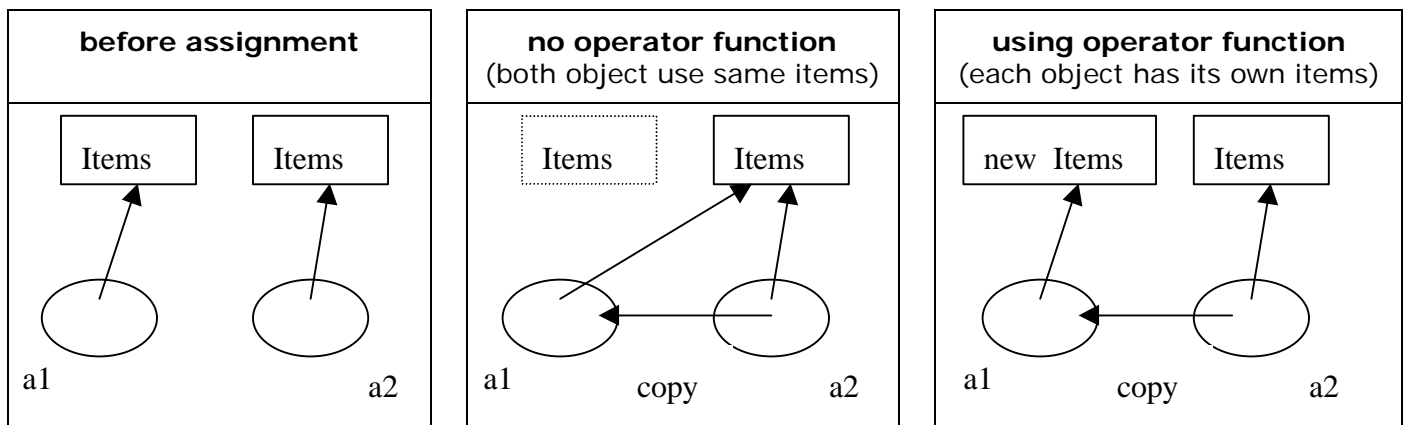 before assignment
Items Items
a1
a2
no operator function
(both object use same items)
Items Items
a1 copy a2
using operator function
(each object has its own items)
new Items Items
a1 copy a2